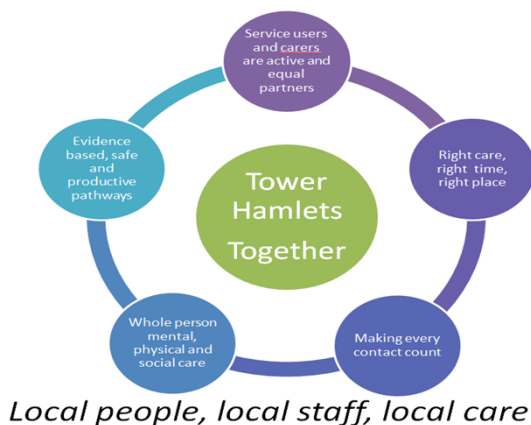 Service users
and carers
are active and
equal
partners
Evidence
based, safe
and
productive
pathways
Tower
Hamlets
Together
Right care,
right time,
right place
Whole person
mental,
physical and
social care
Making every
contact count
Local people, local staff, local care